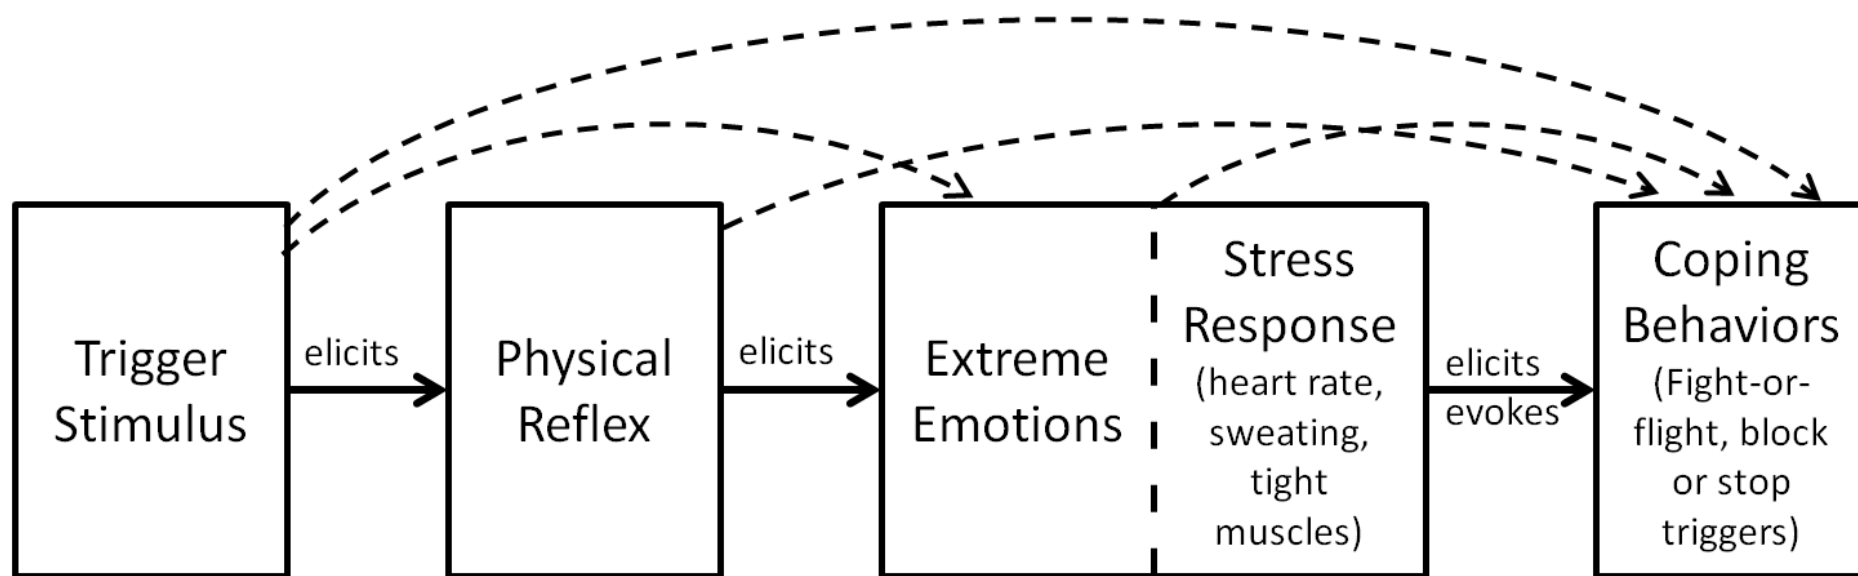 Trigger
Stimulus
elicits
Physical
Reflex
elicits
Extreme
Emotions
Stress
Response
(heart rate,
sweating,
tight
muscles)
elicits
evokes
Coping
Behaviors
(Fight-or-
flight, block
or stop
triggers)